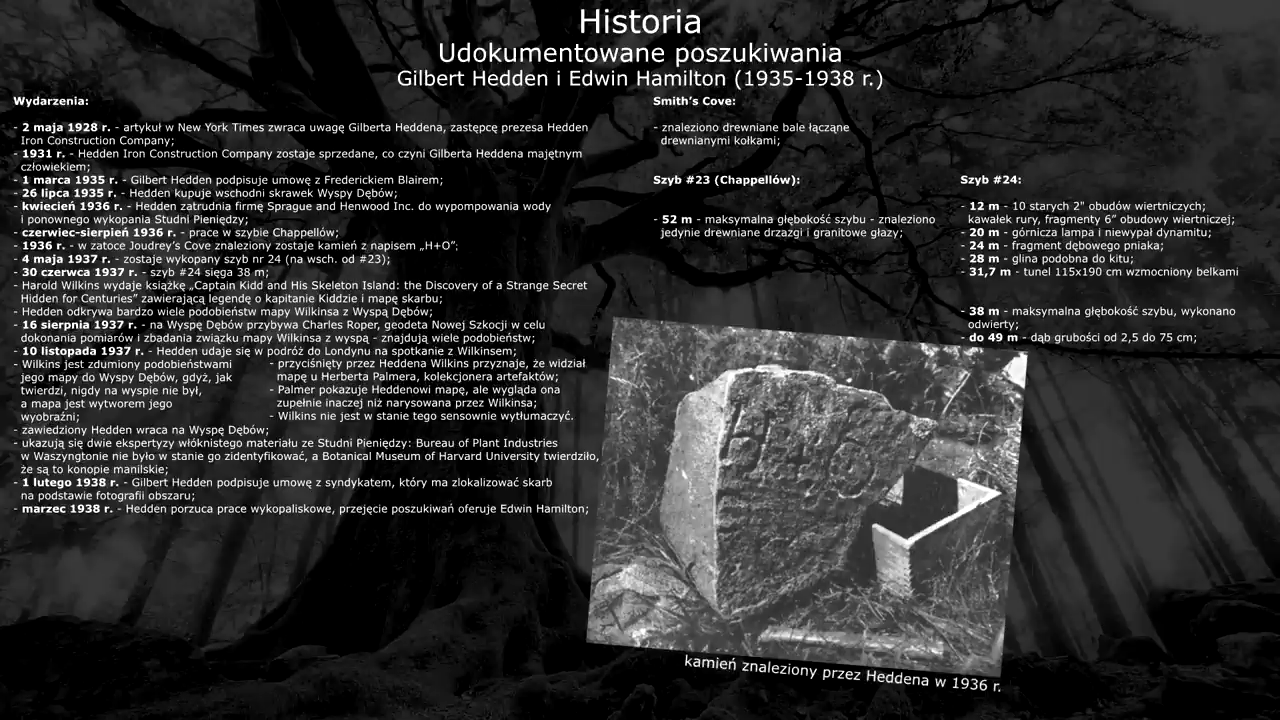 Historia
Udokumentowane poszukiwania
Gilbert Hedden i Edwin Hamilton (1935-1938 r.)
Wydarzenia:
- 2 maja 1928 r. - artykuł w New York Times zwraca uwagę Gilberta Heddena, zastępcę prezesa Hedden
Iron Construction Company;
- 1931 r. - Hedden Iron Construction Company zostaje sprzedane, co czyni Gilberta Heddena majętnym
człowiekiem;
- 1 marca 1935 r. - Gilbert Hedden podpisuje umowę z Frederickiem Blairem;
- 26 lipca 1935 r. - Hedden kupuje wschodni skrawek Wyspy Dębów;
- kwiecień 1936 r. - Hedden zatrudnia firmę Sprague and Henwood Inc. do wypompowania wody
i ponownego wykopania Studni Pieniędzy;
- czerwiec-sierpień 1936 r. - prace w szybie Chappellów;
- 1936 r. - w zatoce Joudrey's Cove znaleziony zostaje kamień z napisem „H+O”;
- 4 maja 1937 r. - zostaje wykopany szyb nr 24 (na wsch. od #23);
- 30 czerwca 1937 r. - szyb #24 sięga 38 m;
- Harold Wilkins wydaje książkę „Captain Kidd and His Skeleton Island: the Discovery of a Strange Secret
Hidden for Centuries” zawierającą legendę o kapitanie Kiddzie i mapę skarbu;
- Hedden odkrywa bardzo wiele podobieństw mapy Wilkinsa z Wyspą Dębów;
- 16 sierpnia 1937 r. - na Wyspę Dębów przybywa Charles Roper, geodeta Nowej Szkocji w celu
dokonania pomiarów i zbadania związku mapy Wilkinsa z wyspą - znajdują wiele podobieństw;
- 10 listopada 1937 r. - Hedden udaje się w podróż do Londynu na spotkanie z Wilkinsem;
- Wilkins jest zdumiony podobieństwami
jego mapy do Wyspy Dębów, gdyż, jak
twierdzi, nigdy na wyspie nie był,
a mapa jest wytworem jego
wyobraźni;
- przyciśnięty przez Heddena Wilkins przyznaje, że widział
mapę u Herberta Palmera, kolekcjonera artefaktów;
- Palmer pokazuje Heddenowi mapę, ale wygląda ona
zupełnie inaczej niż narysowana przez Wilkinsa;
- Wilkins nie jest w stanie tego sensownie wytłumaczyć.
- zawiedziony Hedden wraca na Wyspę Dębów;
- ukazują się dwie ekspertyzy włóknistego materiału ze Studni Pieniędzy: Bureau of Plant Industries
w Waszyngtonie nie było w stanie go zidentyfikować, a Botanical Museum of Harvard University twierdziło,
że są to konopie manilskie;
- 1 lutego 1938 r. - Gilbert Hedden podpisuje umowę z syndykatem, który ma zlokalizować skarb
na podstawie fotografii obszaru;
- marzec 1938 r. - Hedden porzuca prace wykopaliskowe, przejęcie poszukiwań oferuje Edwin Hamilton;
Smith's Cove:
- znaleziono drewniane bale łączące
drewnianymi kołkami;
Szyb #23 (Chappellów):
- 52 m - maksymalna głębokość szybu - znaleziono
jedynie drewniane drzazgi i granitowe głazy;
Szyb #24:
- 12 m - 10 starych 2" obudów wiertniczych;
kawałek rury, fragmenty 6” obudowy wiertniczej;
- 20 m - górnicza lampa i niewypał dynamitu;
- 24 m - fragment dębowego pniaka;
- 28 m - glina podobna do kitu;
- 31,7 m - tunel 115x190 cm wzmocniony belkami
- 38 m - maksymalna głębokość szybu, wykonano
odwierty;
- do 49 m - dąb grubości od 2,5 do 75 cm;
kamień znaleziony przez Heddena w 1936 r.